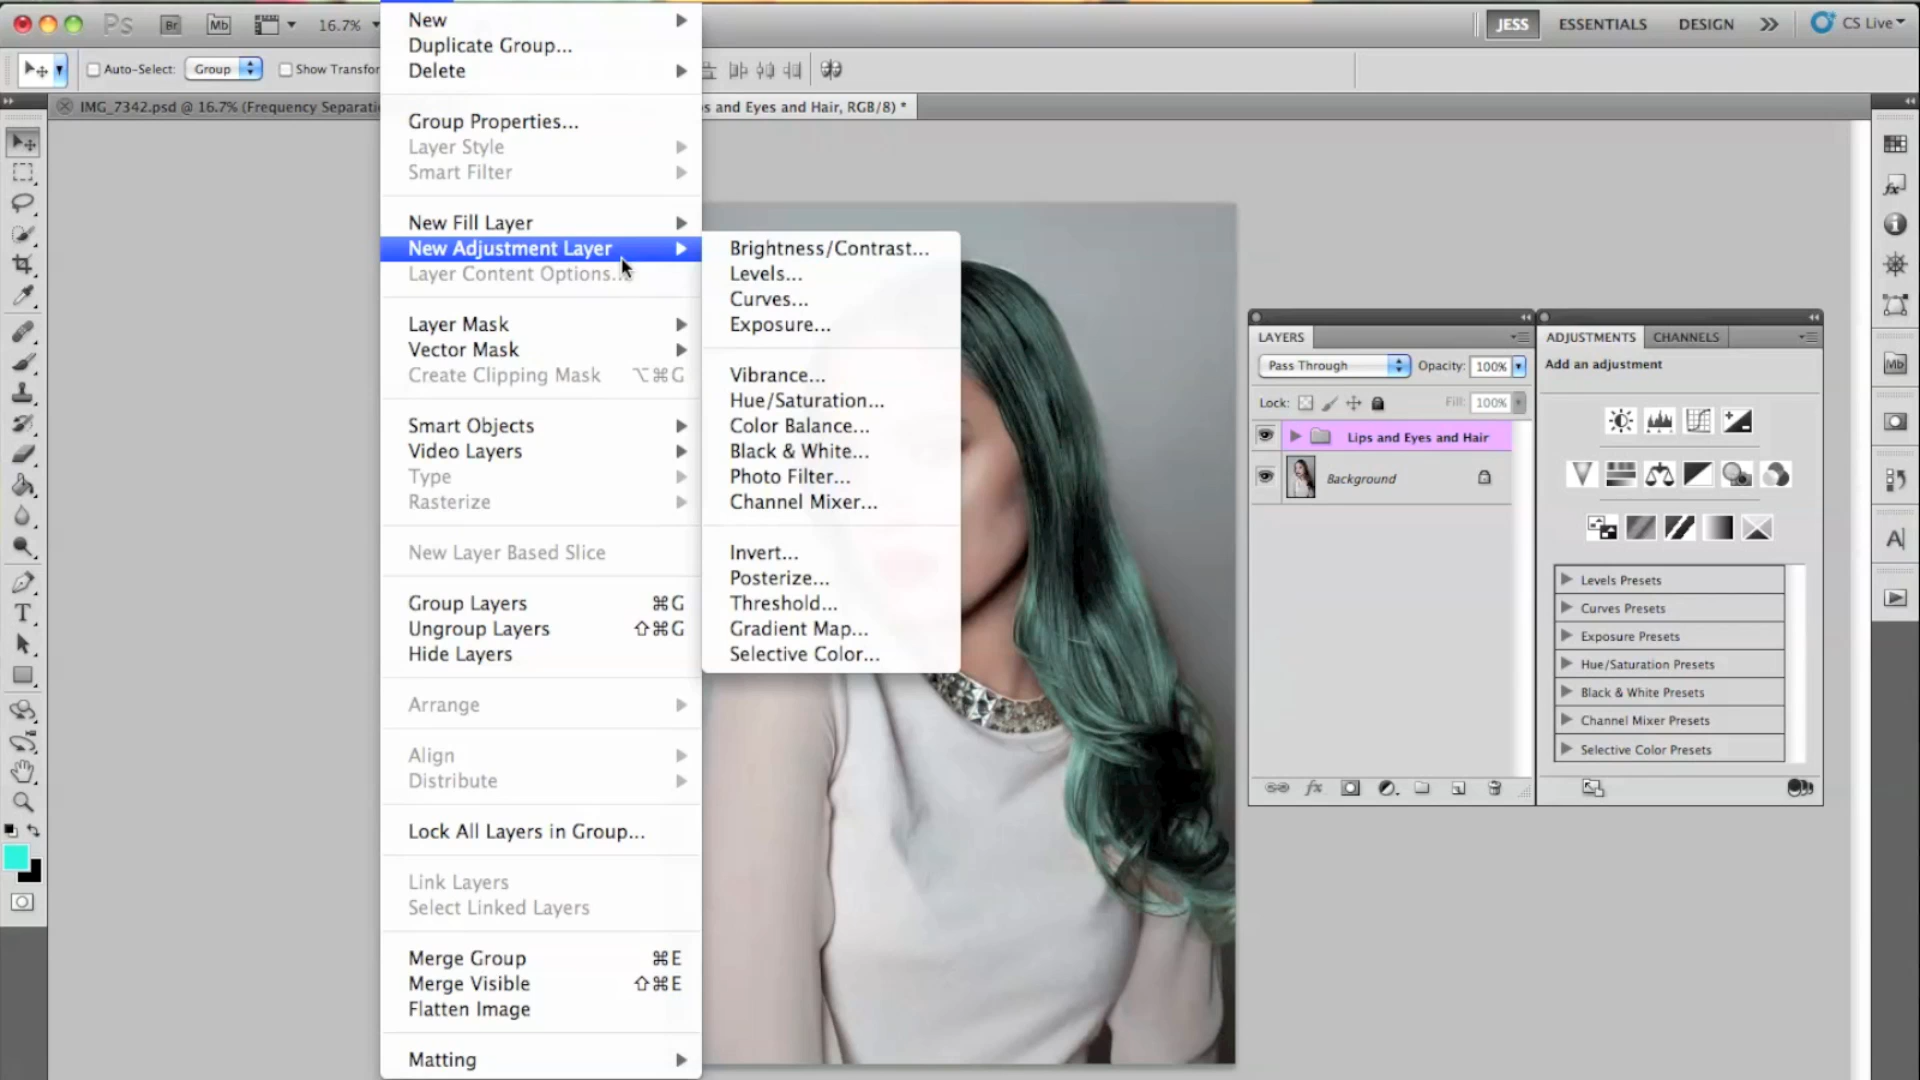 Ps
Br
Mb
16.7%
JESS
ESSENTIALS
DESIGN
CS Live
Auto-Select:
Group
Show Transfor
IMG_7342.psd @ 16.7% (Frequency Separati
s and Eyes and Hair, RGB/8) *
New
Duplicate Group...
Delete
Group Properties...
Layer Style
Smart Filter
New Fill Layer
New Adjustment Layer
Layer Content Options...
Layer Mask
Vector Mask
Create Clipping Mask ⌥⌘G
Smart Objects
Video Layers
Type
Rasterize
New Layer Based Slice
Group Layers ⌘G
Ungroup Layers ⇧⌘G
Hide Layers
Arrange
Align
Distribute
Lock All Layers in Group...
Link Layers
Select Linked Layers
Merge Group ⌘E
Merge Visible ⇧⌘E
Flatten Image
Matting
Brightness/Contrast...
Levels...
Curves...
Exposure...
Vibrance...
Hue/Saturation...
Color Balance...
Black & White...
Photo Filter...
Channel Mixer...
Invert...
Posterize...
Threshold...
Gradient Map...
Selective Color...
LAYERS
Pass Through
Opacity: 100%
Lock:
Fill: 100%
Lips and Eyes and Hair
Background
fx
ADJUSTMENTS
CHANNELS
Add an adjustment
Levels Presets
Curves Presets
Exposure Presets
Hue/Saturation Presets
Black & White Presets
Channel Mixer Presets
Selective Color Presets
fx
Mb
A
T